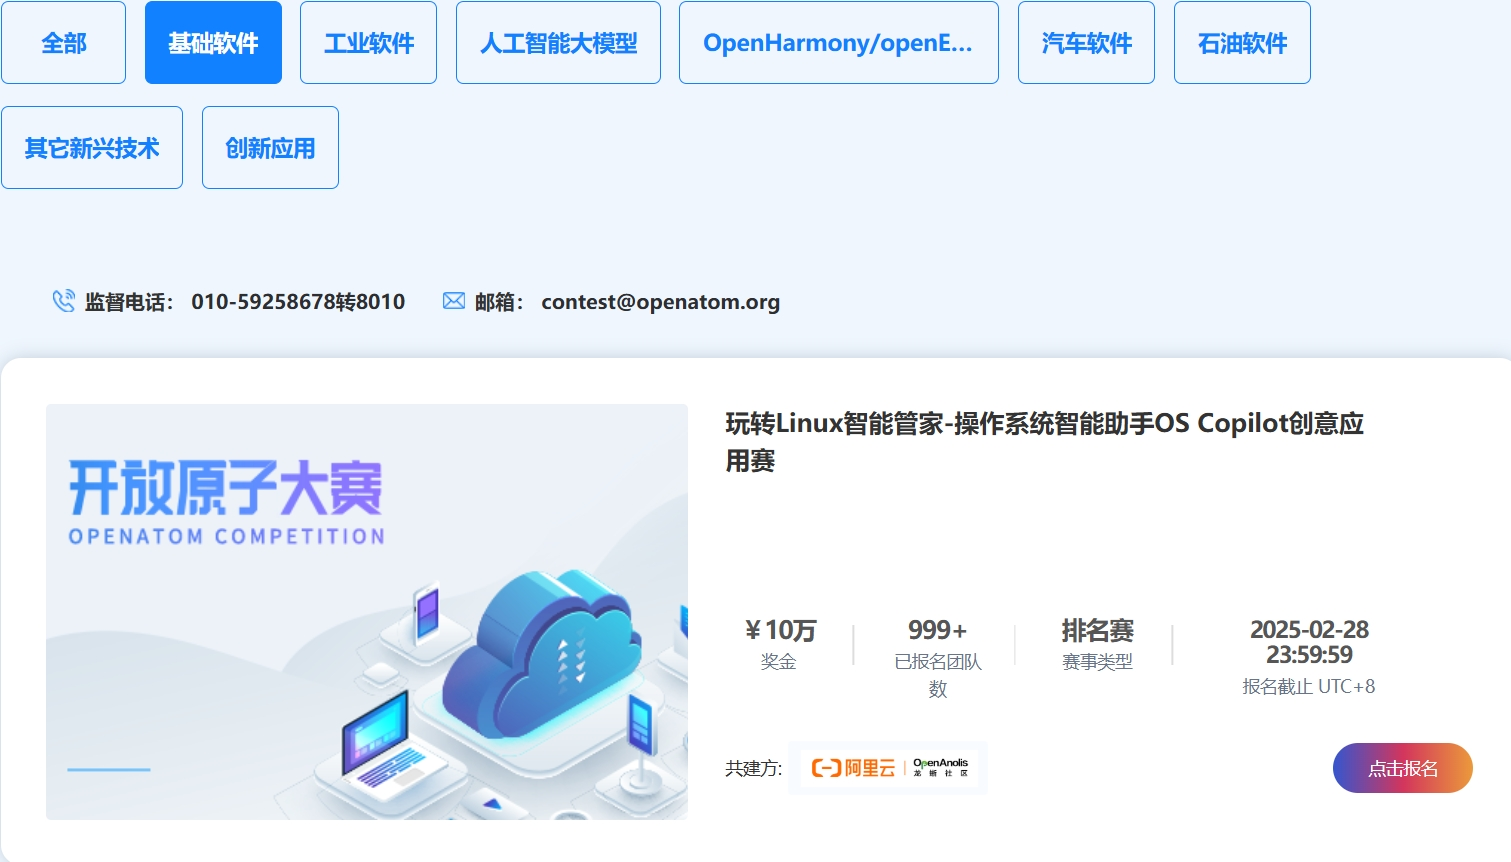 全部
基础软件
工业软件
人工智能大模型
OpenHarmony/openE...
汽车软件
石油软件
其它新兴技术
创新应用
监督电话： 010-59258678转8010
邮箱： contest@openatom.org
开放原子大赛
OPENATOM COMPETITION
玩转Linux智能管家-操作系统智能助手OS Copilot创意应
用赛
¥ 10万
奖金
999+
已报名团队
数
排名赛
赛事类型
2025-02-28
23:59:59
报名截止 UTC+8
共建方:
阿里云
OpenAnolis
龙蜥社区
点击报名